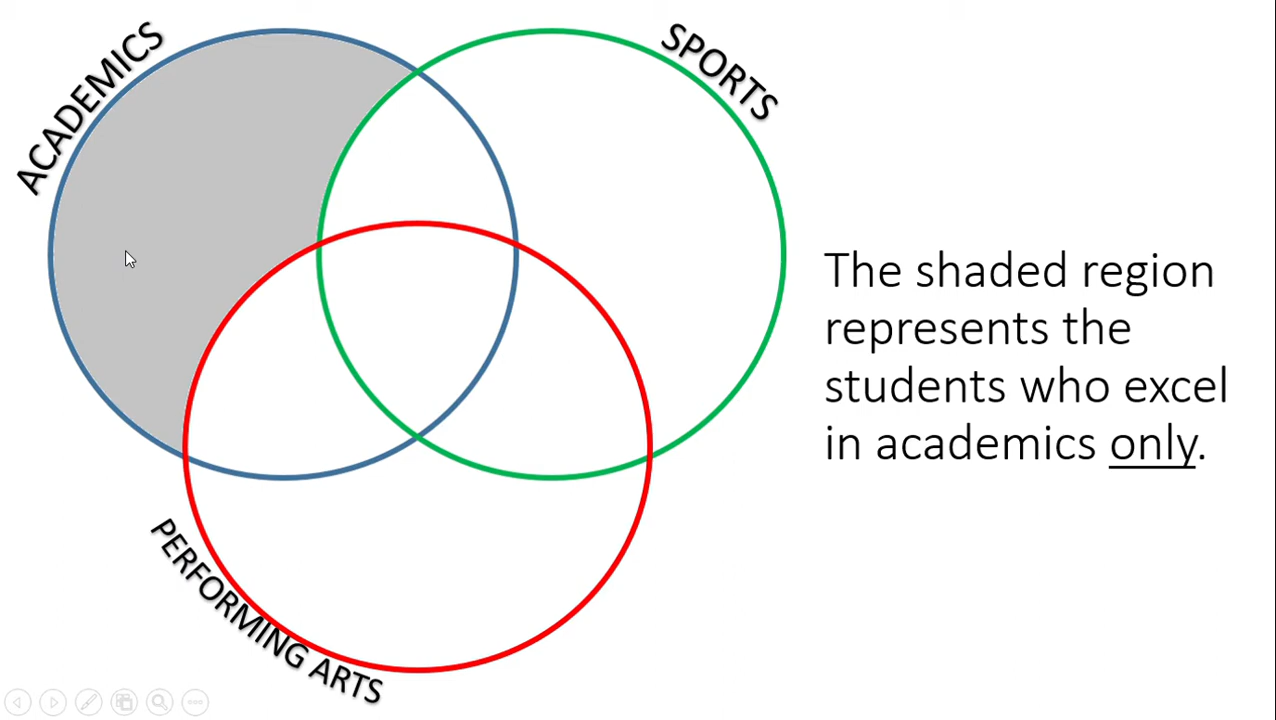 ACADEMICS
SPORTS
The shaded region
represents the
students who excel
in academics only.
PERFORMING ARTS